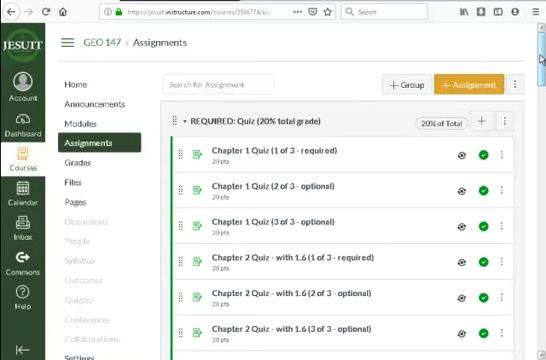 https://jesuit.instructure.com/courses/2586774/ass
Search
JESUIT
GEO 147 > Assignments
Account
Dashboard
Courses
Calendar
Inbox
Commons
Help
Home
Announcements
Modules
Assignments
Grades
Files
Pages
Discussions
People
Syllabus
Outcomes
Quizzes
Conferences
Collaborations
Settings
Search for Assignment
+ Group
+ Assignment
REQUIRED: Quiz (20% total grade)
20% of Total
Chapter 1 Quiz (1 of 3 - required)
20 pts
Chapter 1 Quiz (2 of 3 - optional)
20 pts
Chapter 1 Quiz (3 of 3 - optional)
20 pts
Chapter 2 Quiz - with 1.6 (1 of 3 - required)
28 pts
Chapter 2 Quiz - with 1.6 (2 of 3 - optional)
28 pts
Chapter 2 Quiz - with 1.6 (3 of 3 - optional)
28 pts